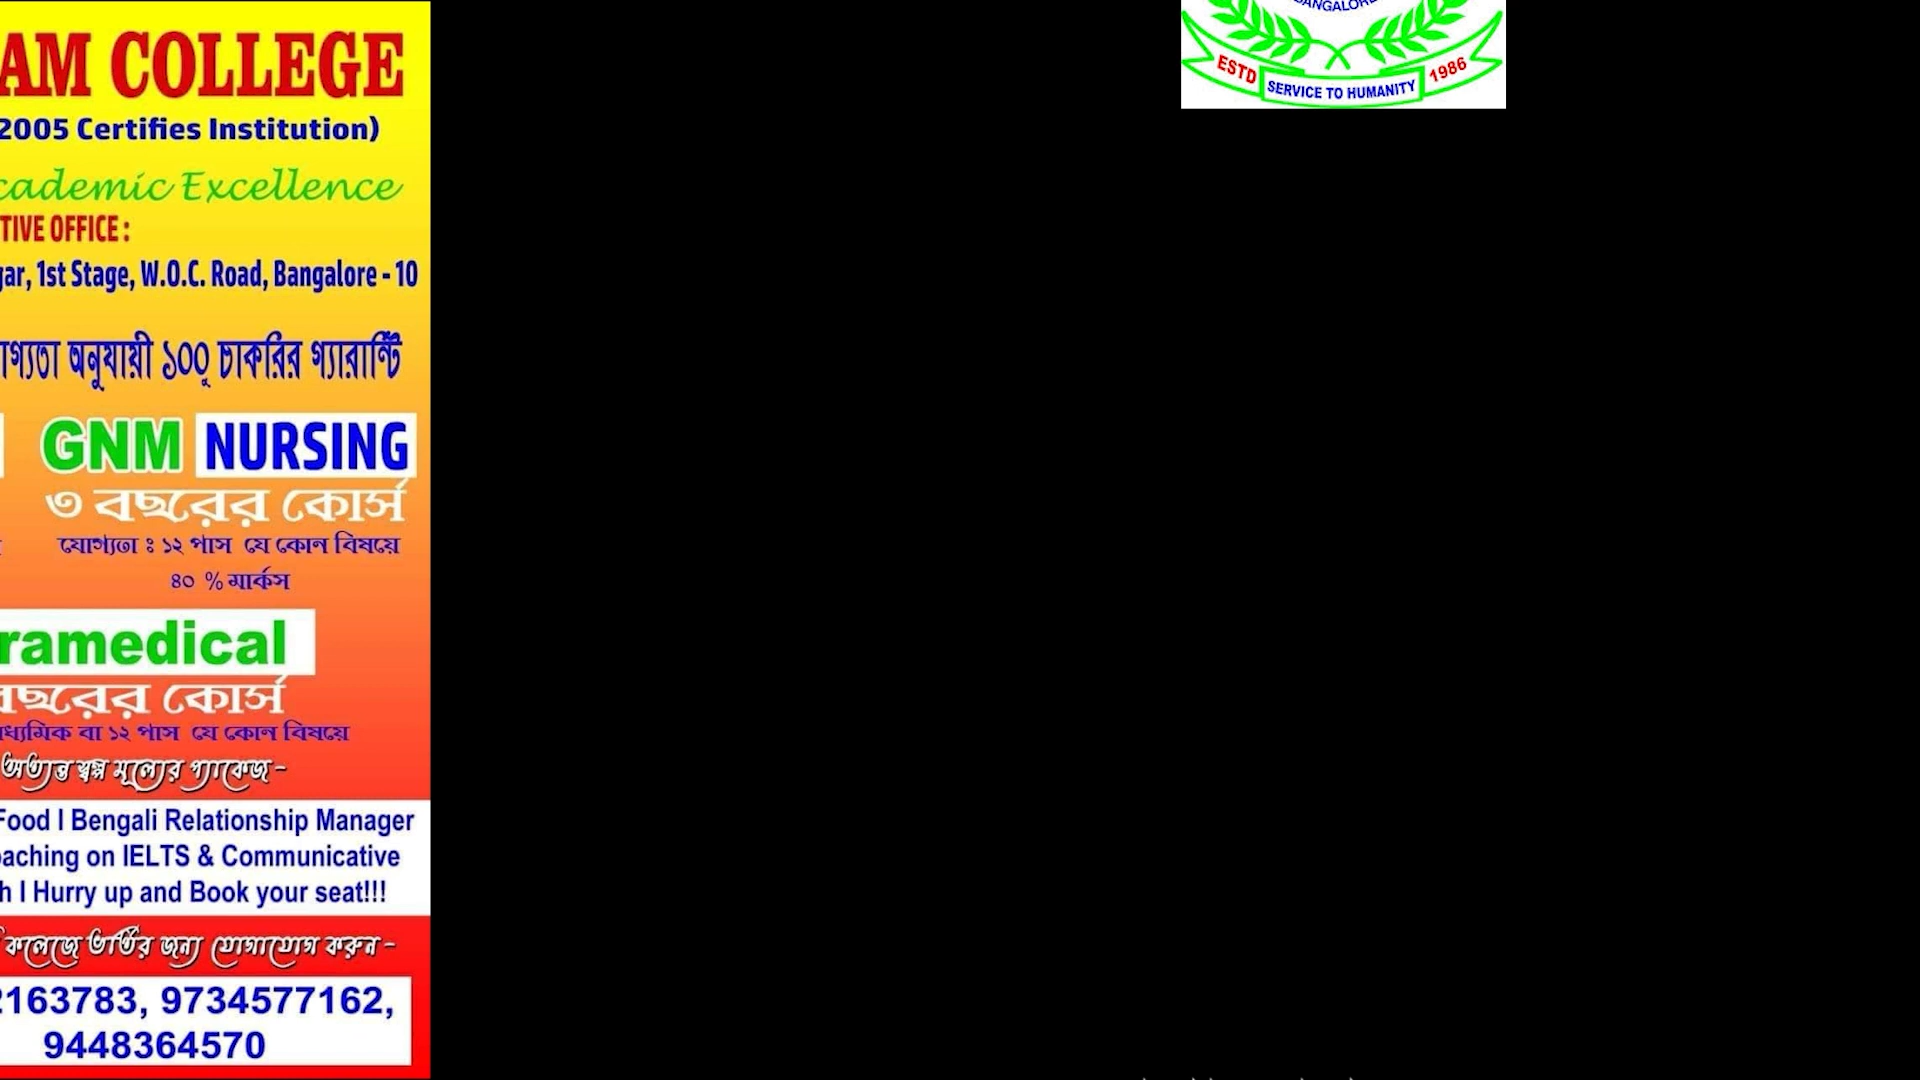 AM COLLEGE
2005 Certifies Institution)
cademic Excellence
TIVE OFFICE :
gar, 1st Stage, W.O.C. Road, Bangalore - 10
গ্যতা অনুযায়ী ১০০্ চাকরির গ্যারান্টি
GNM NURSING
৩ বছরের কোর্স
যোগ্যতা ঃ ১২ পাস যে কোন বিষয়ে
৪০ % মার্কস
ramedical
বছরের কোর্স
ধ্যমিক বা ১২ পাস যে কোন বিষয়ে
অত্যন্ত স্বল্প মূল্যের প্যাকেজ -
Food I Bengali Relationship Manager
oaching on IELTS & Communicative
h I Hurry up and Book your seat!!!
কলেজে ভর্তির জন্য যোগাযোগ করুন -
2163783, 9734577162,
9448364570
BANGALORE
ESTD SERVICE TO HUMANITY 1986